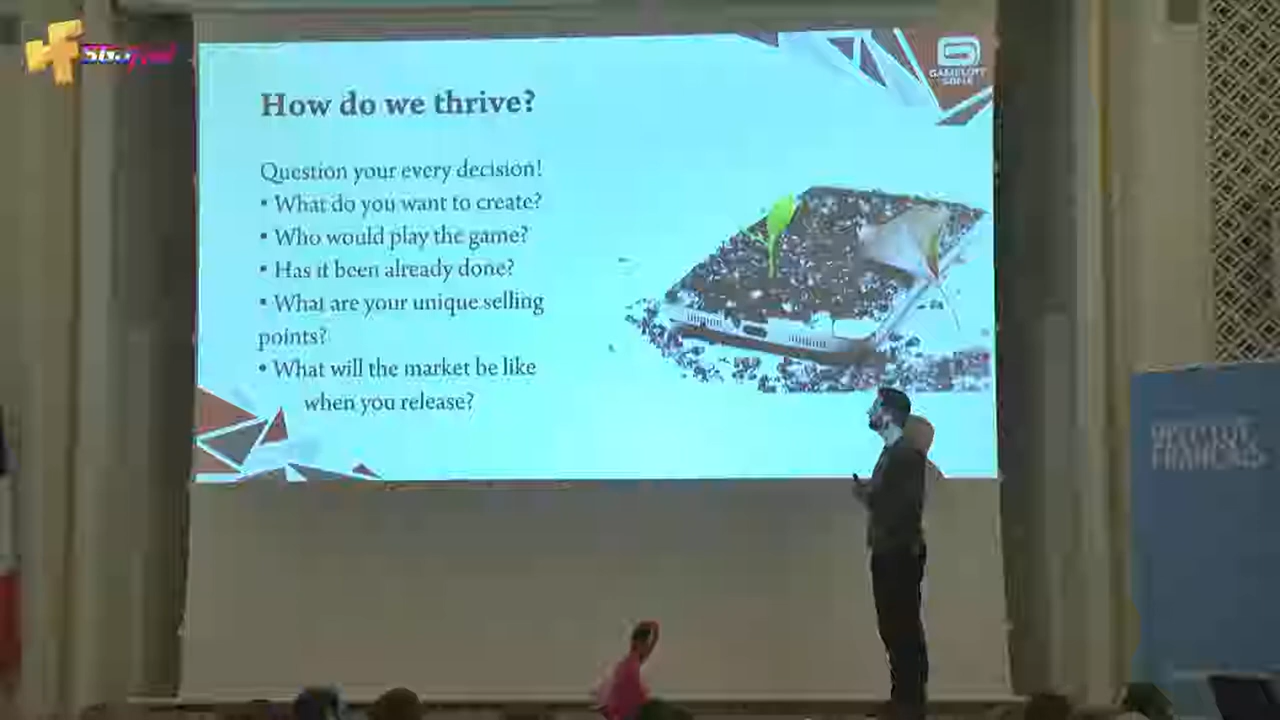 GAMELOFT
SOFIA
How do we thrive?
Question your every decision!
• What do you want to create?
• Who would play the game?
• Has it been already done?
• What are your unique selling
points?
• What will the market be like
when you release?
FRANÇAIS